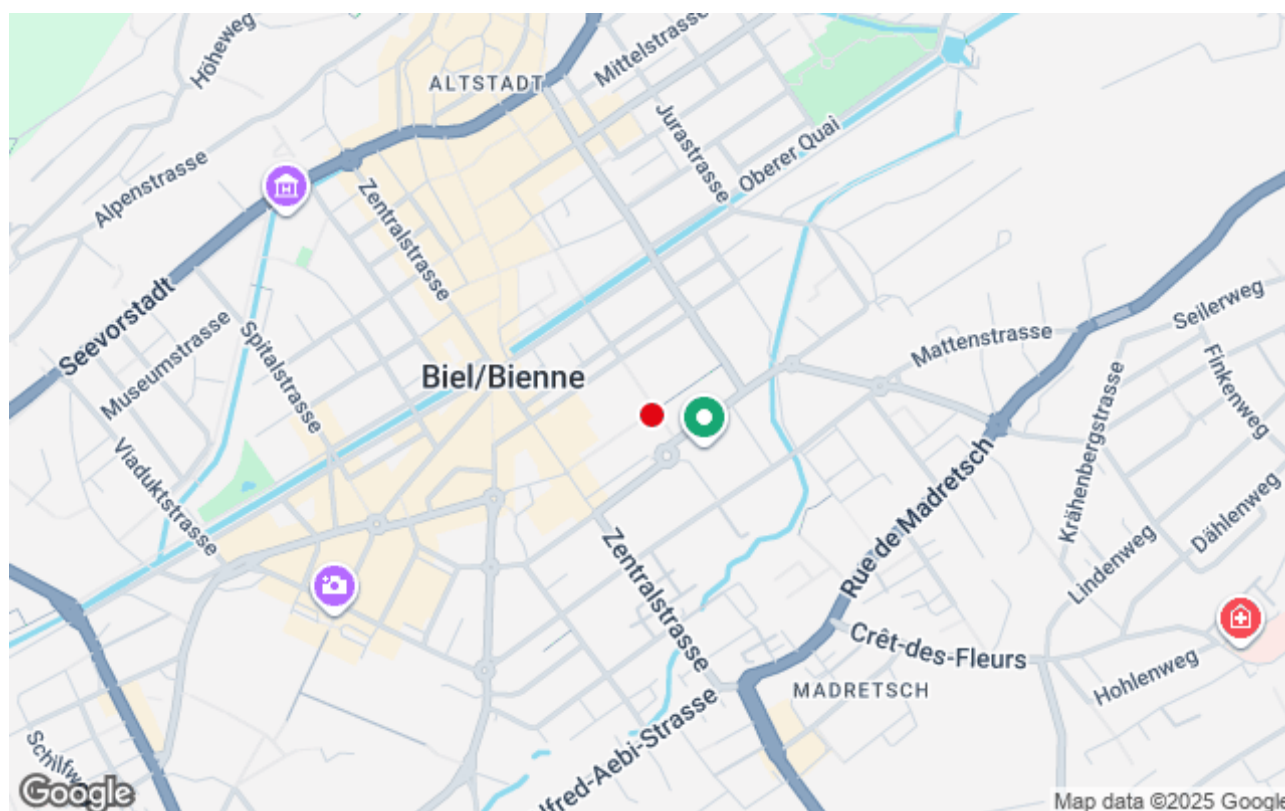 Höheweg
Mittelstrasse
ALTSTADT
Jurastrasse
Oberer Quai
Alpenstrasse
Zentralstrasse
Seevorstadt
Museumstrasse
Spitalstrasse
Viaduktstrasse
Biel/Bienne
Mattenstrasse
Seilerweg
Finkenweg
Krähenbergstrasse
Rue de Madretsch
Dählenweg
Lindenweg
Zentralstrasse
Crêt-des-Fleurs
Hohlenweg
MADRETSCH
lfred-Aebi-Strasse
Schilfw
Google
Map data ©2025 Google